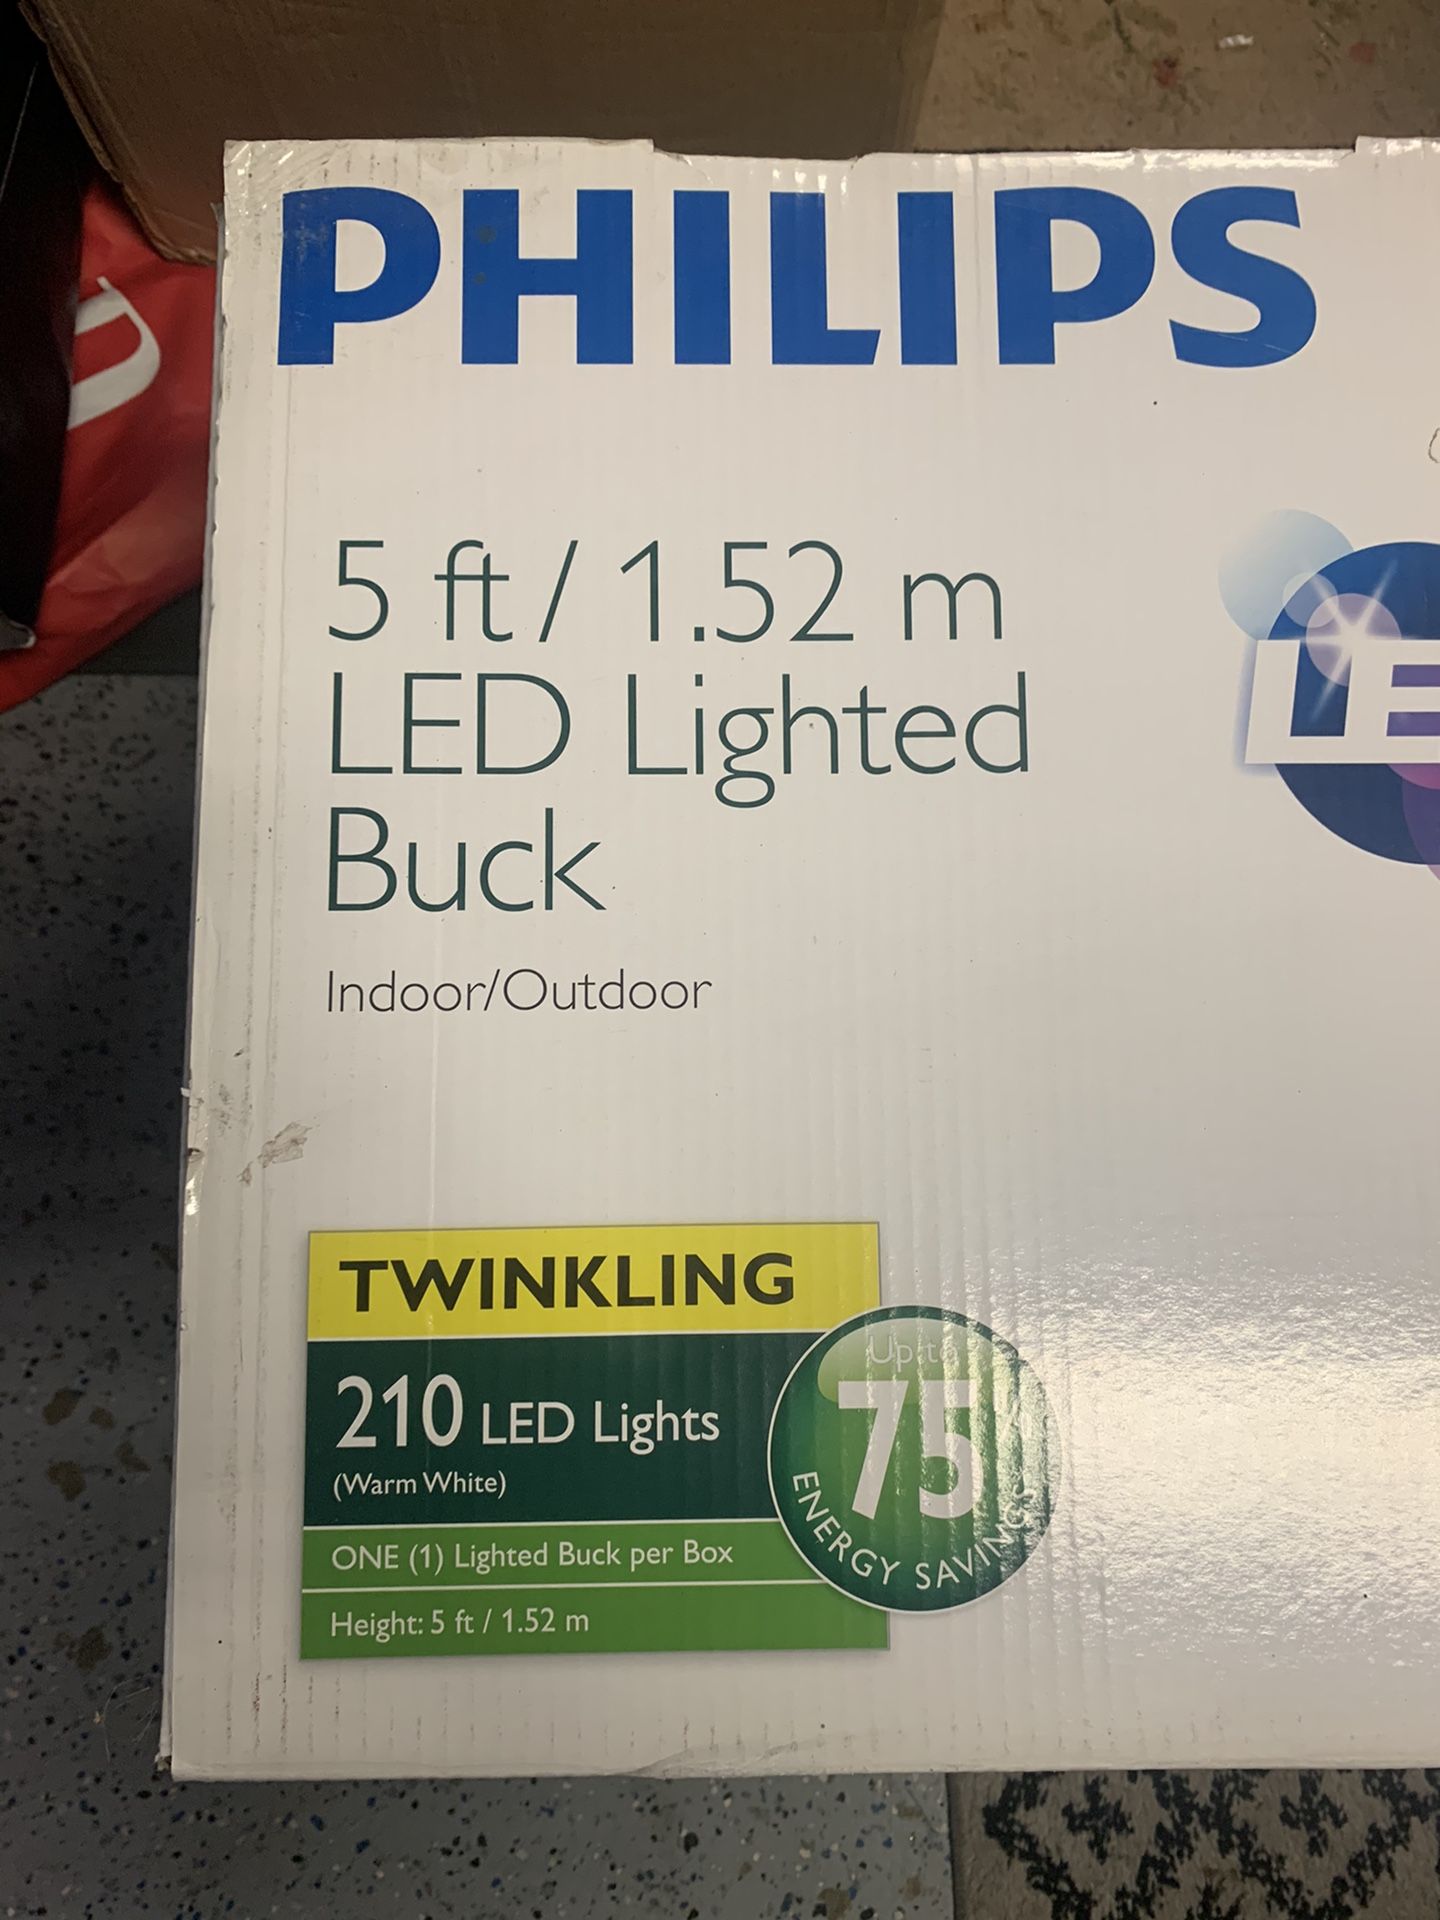 PHILIPS
5 ft / 1.52 m
LED Lighted
Buck
Indoor/Outdoor
LE
TWINKLING
210 LED Lights
(Warm White)
ONE (1) Lighted Buck per Box
Height: 5 ft / 1.52 m
Up to
75%
ENERGY SAVINGS